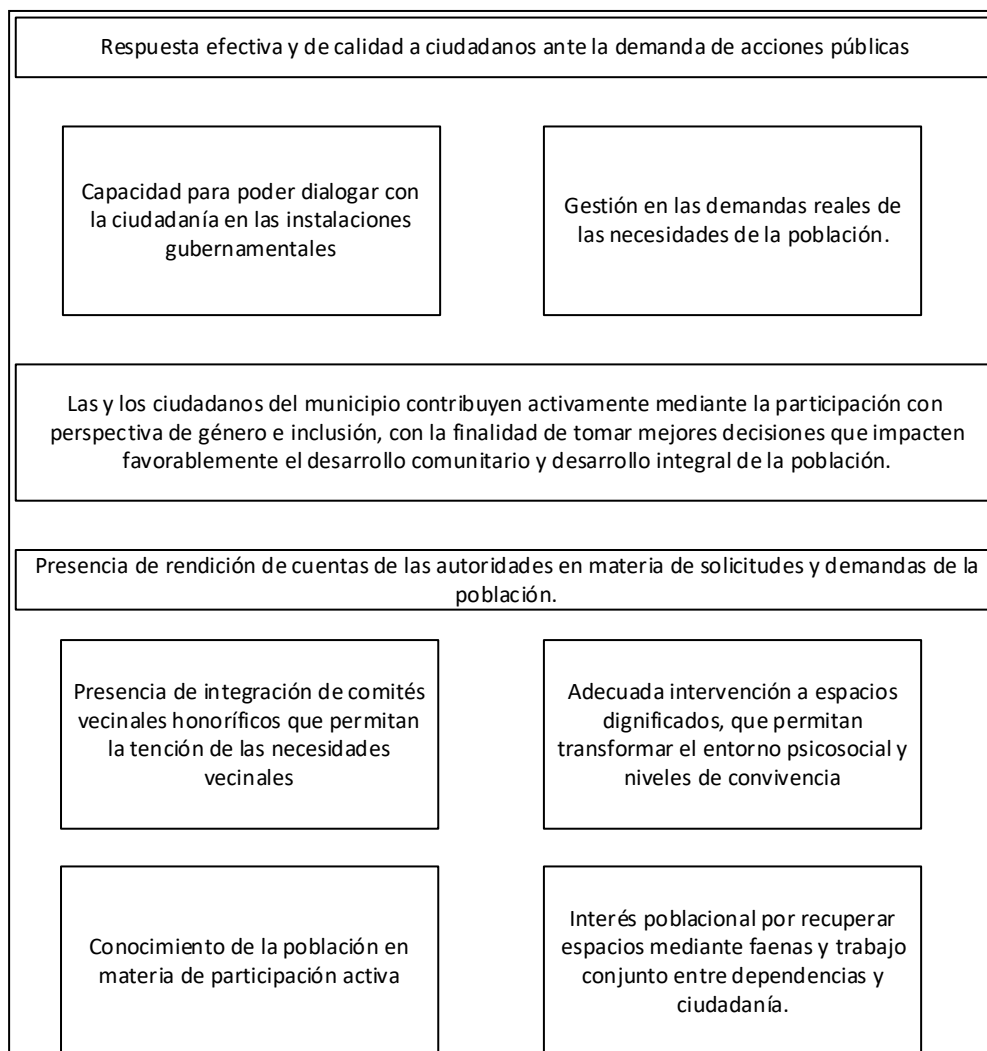 Respuesta efectiva y de calidad a ciudadanos ante la demanda de acciones públicas
Capacidad para poder dialogar con
la ciudadanía en las instalaciones
gubernamentales
Gestión en las demandas reales de
las necesidades de la población.
Las y los ciudadanos del municipio contribuyen activamente mediante la participación con
perspectiva de género e inclusión, con la finalidad de tomar mejores decisiones que impacten
favorablemente el desarrollo comunitario y desarrollo integral de la población.
Presencia de rendición de cuentas de las autoridades en materia de solicitudes y demandas de la
población.
Presencia de integración de comités
vecinales honoríficos que permitan
la tención de las necesidades
vecinales
Adecuada intervención a espacios
dignificados, que permitan
transformar el entorno psicosocial y
niveles de convivencia
Conocimiento de la población en
materia de participación activa
Interés poblacional por recuperar
espacios mediante faenas y trabajo
conjunto entre dependencias y
ciudadanía.